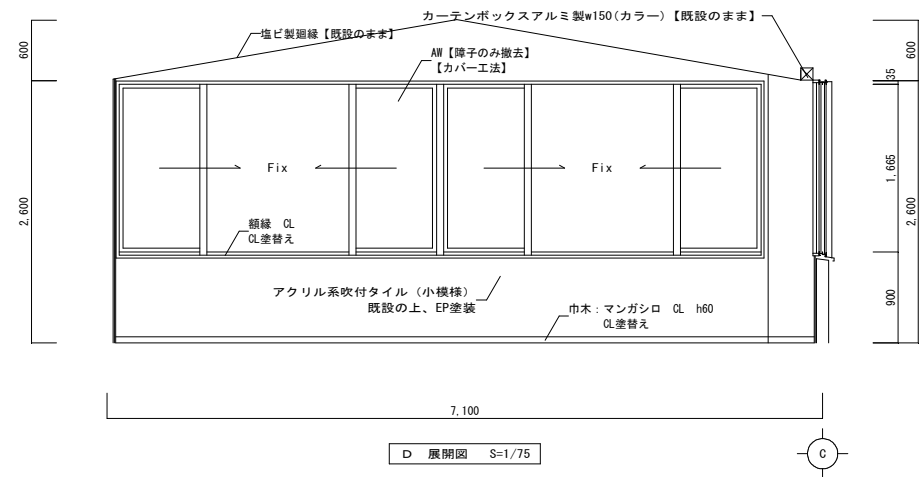 カーテンボックスアルミ製w150(カラー)【既設のまま】
塩ビ製廻縁【既設のまま】
AW【障子のみ撤去】
【カバー工法】
600
600
35
Fix
Fix
1,665
2,600
2,600
額縁 CL
CL塗替え
アクリル系吹付タイル（小模様）
既設の上、EP塗装
巾木：マンガシロ CL h60
CL塗替え
900
7,100
D 展開図 S=1/75
C